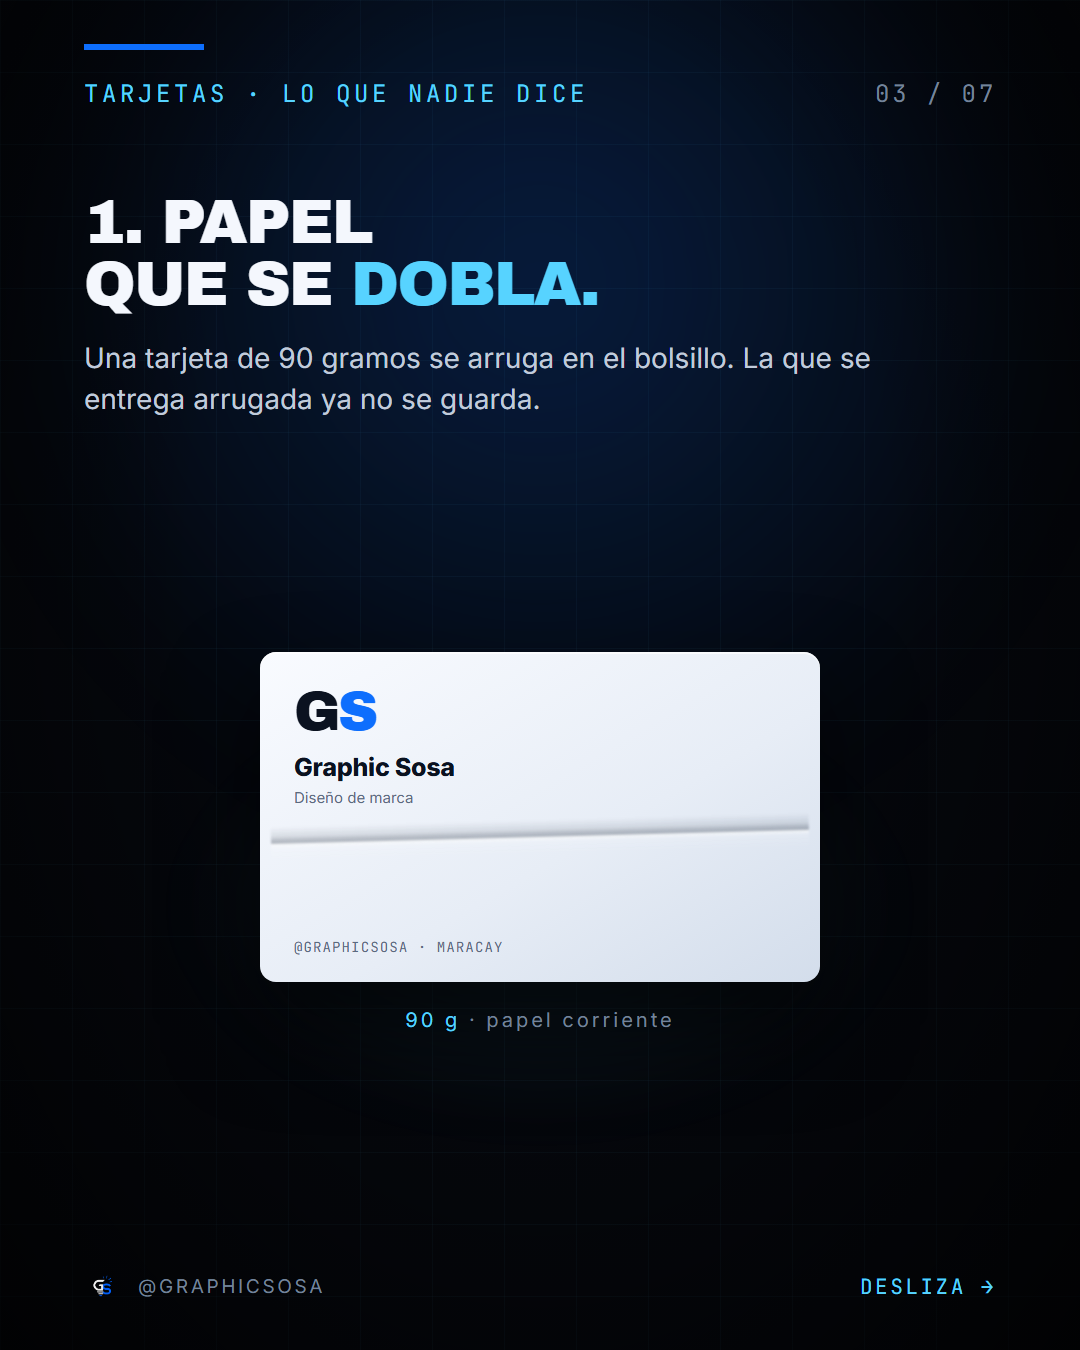 TARJETAS · LO QUE NADIE DICE
03 / 07
1. PAPEL
QUE SE DOBLA.
Una tarjeta de 90 gramos se arruga en el bolsillo. La que se
entrega arrugada ya no se guarda.
GS
Graphic Sosa
Diseño de marca
@GRAPHICSOSA · MARACAY
90 g · papel corriente
GS
@GRAPHICSOSA
DESLIZA →